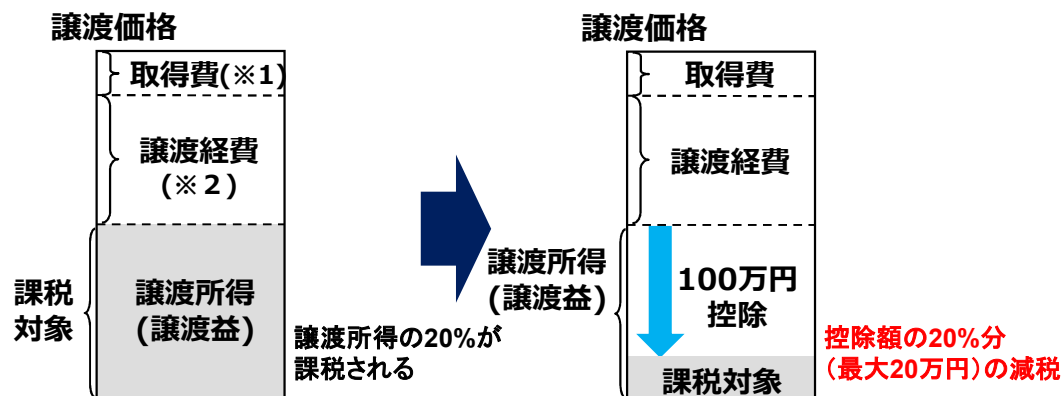 譲渡価格
取得費(※1)
譲渡経費
(※２)
課税
対象
譲渡所得
(譲渡益)
譲渡所得の20%が
課税される
譲渡価格
取得費
譲渡経費
譲渡所得
(譲渡益)
100万円
控除
課税対象
控除額の20%分
（最大20万円）の減税